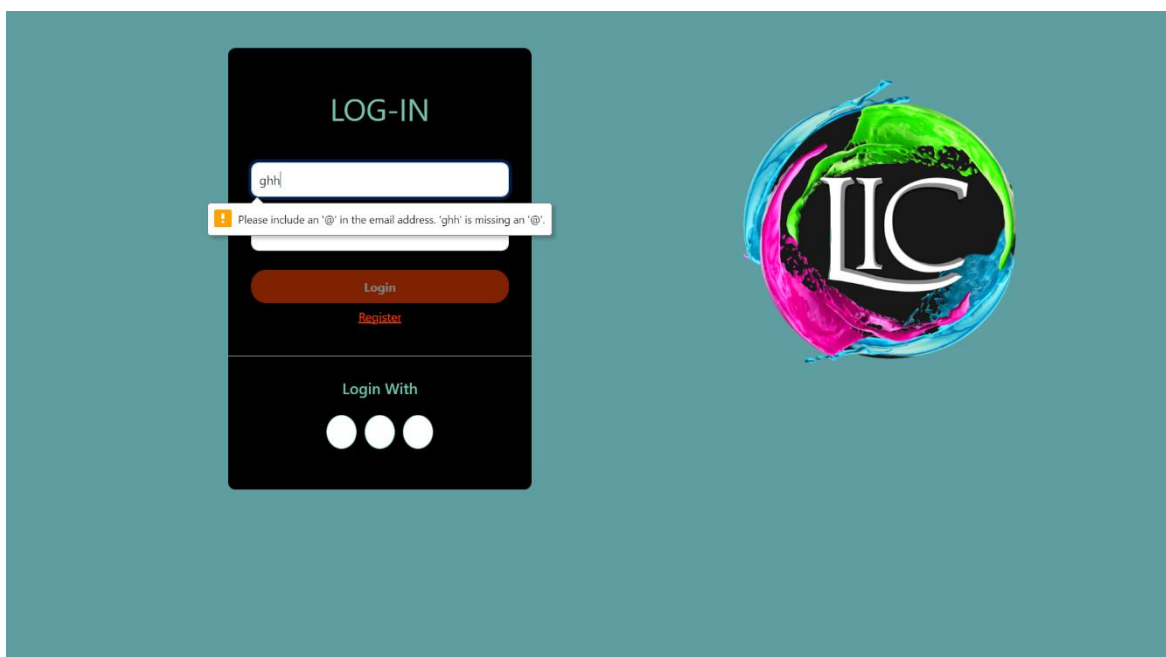 LOG-IN
ghh
Please include an '@' in the email address. 'ghh' is missing an '@'.
Login
Register
Login With
LIC